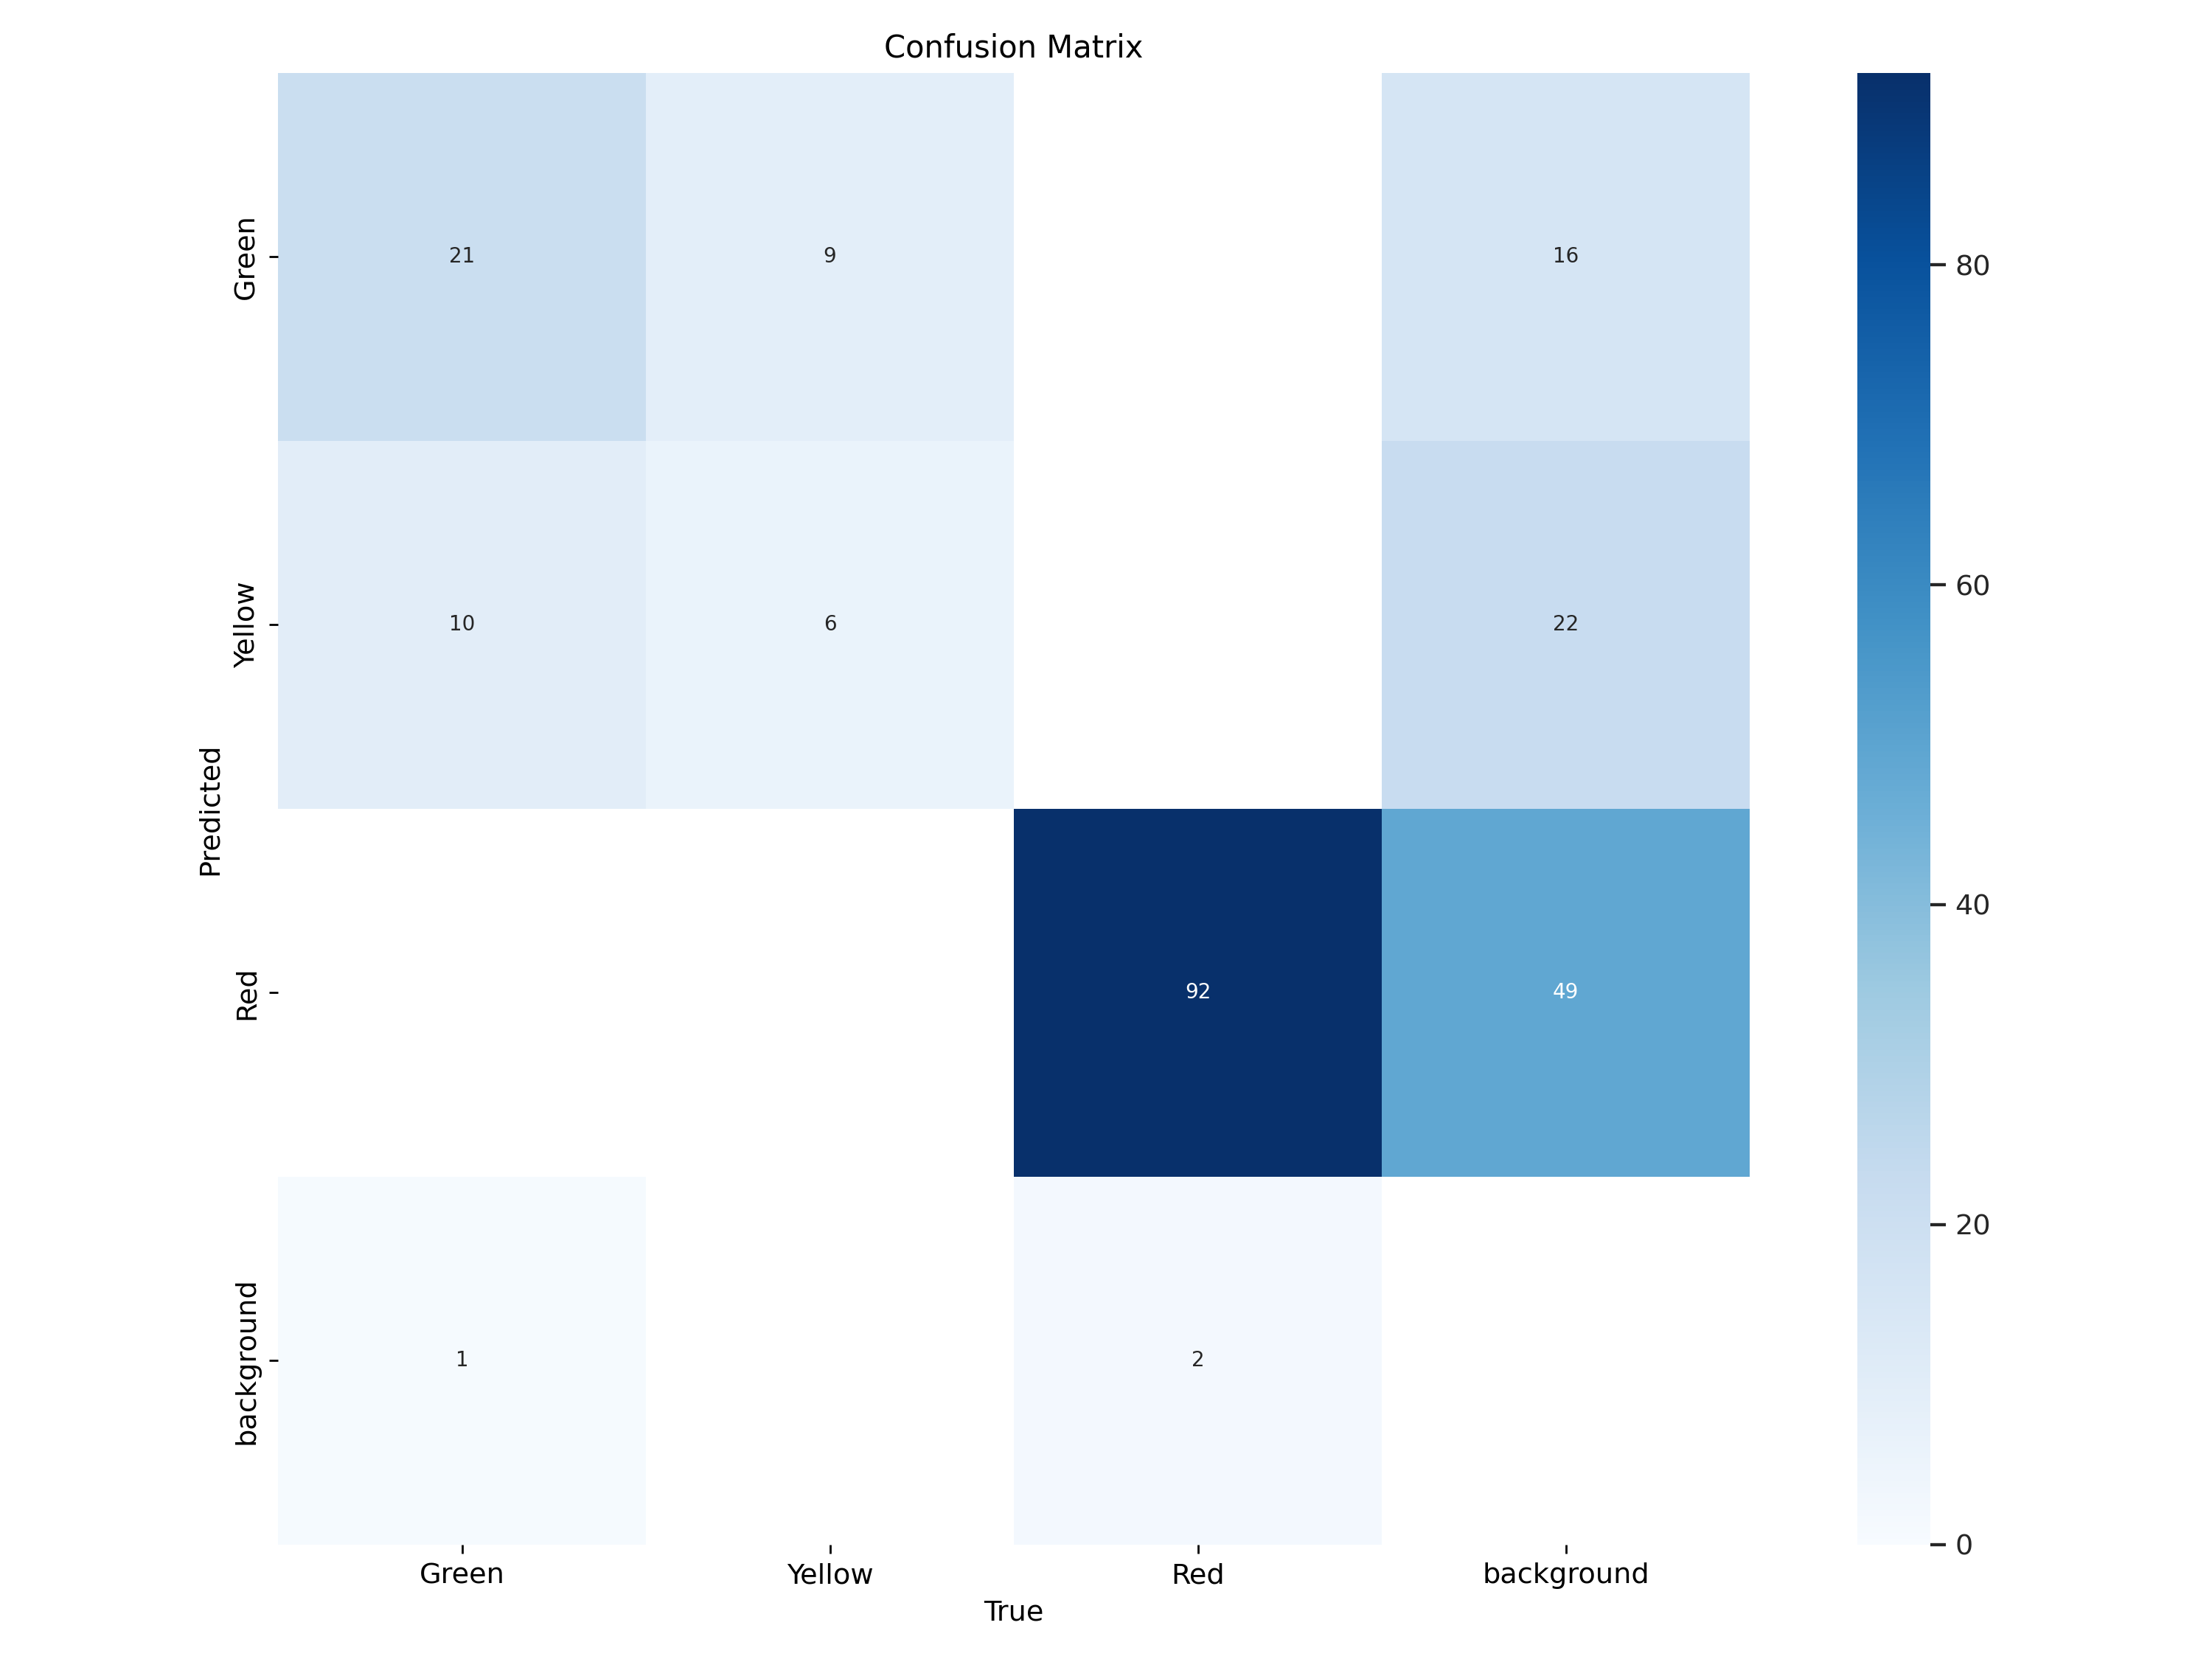 Confusion Matrix
Green
21
9
16
80
60
Yellow
10
6
22
Predicted
40
Red
92
49
20
background
1
2
0
Green
Yellow
Red
background
True